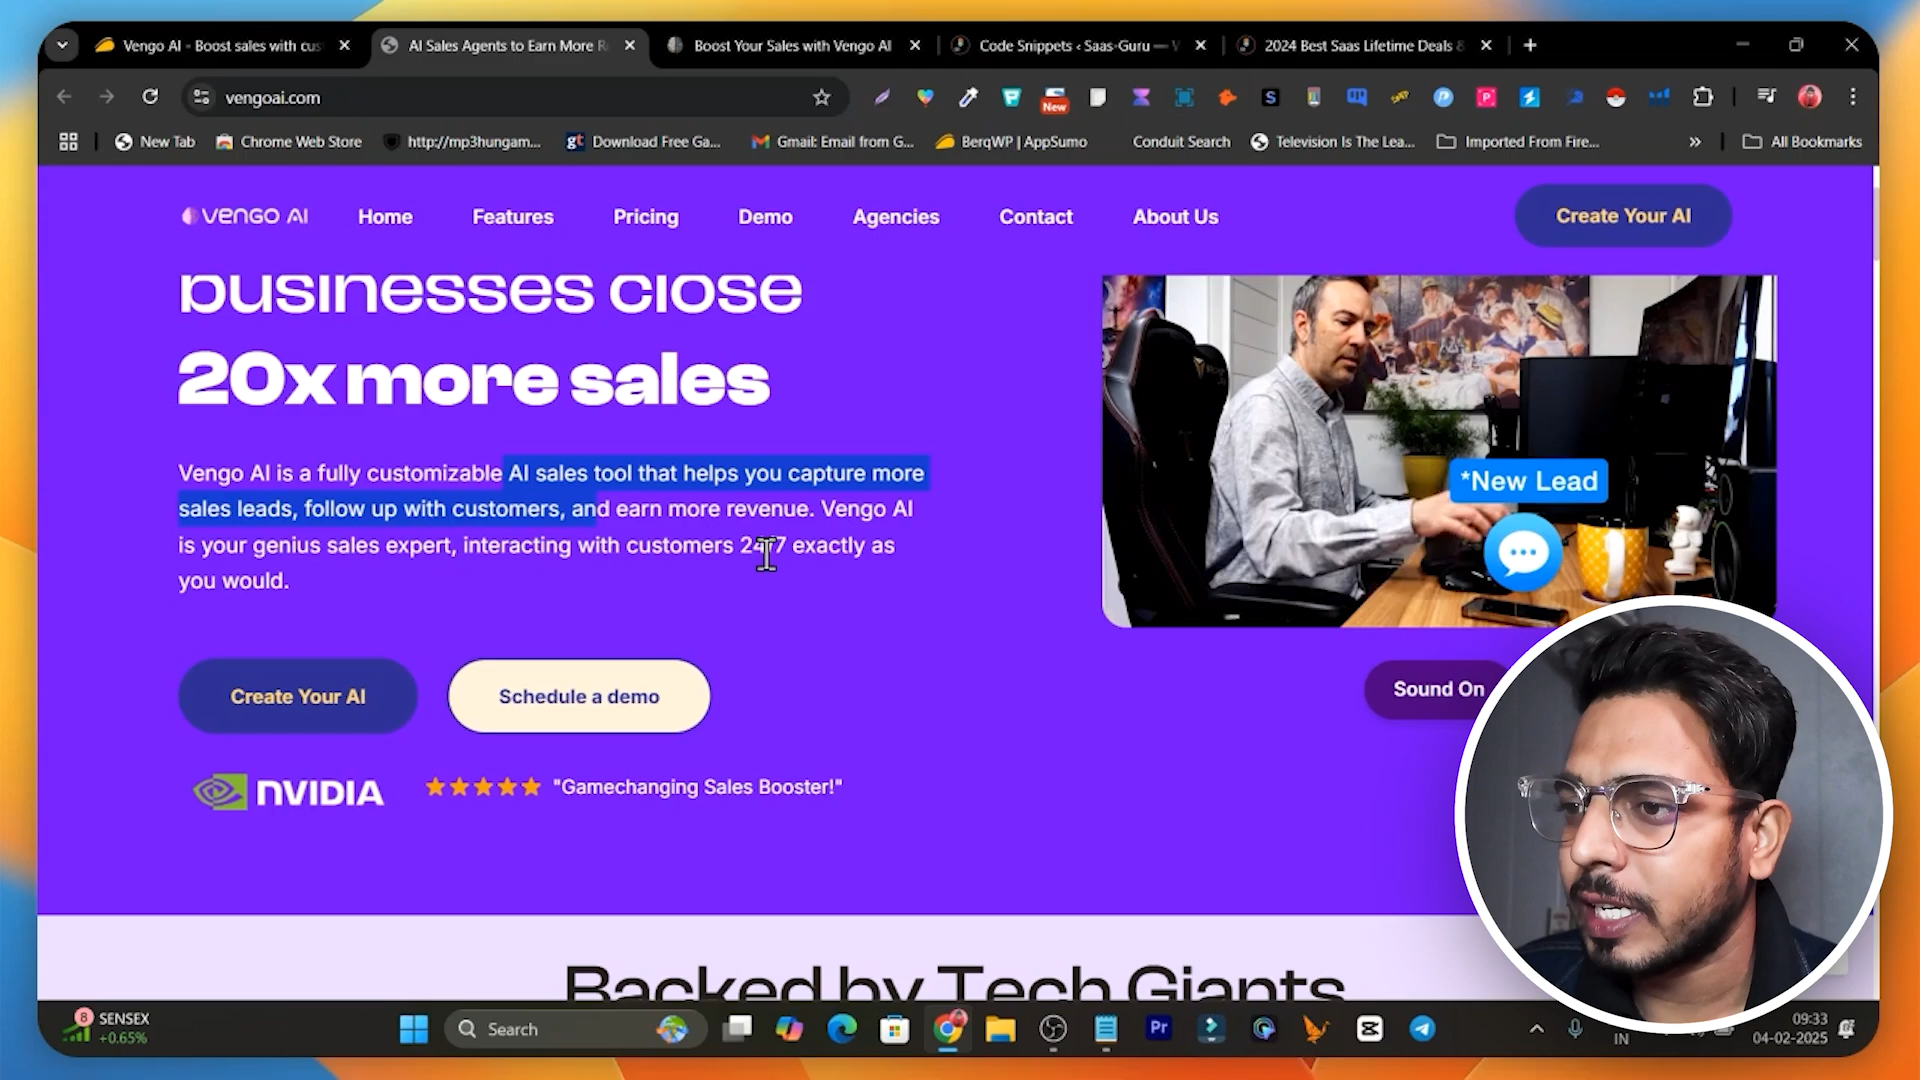 Vengo AI - Boost sales with cus
AI Sales Agents to Earn More R
Boost Your Sales with Vengo AI
Code Snippets ‹ Saas-Guru — V
2024 Best Saas Lifetime Deals &
vengoai.com
New
New Tab
Chrome Web Store
http://mp3hungam...
Download Free Ga...
Gmail: Email from G...
BerqWP | AppSumo
Conduit Search
Television Is The Lea...
Imported From Fire...
All Bookmarks
VENGO AI
Home
Features
Pricing
Demo
Agencies
Contact
About Us
Create Your AI
businesses close
20x more sales
Vengo AI is a fully customizable AI sales tool that helps you capture more
sales leads, follow up with customers, and earn more revenue. Vengo AI
is your genius sales expert, interacting with customers 24/7 exactly as
you would.
*New Lead
Create Your AI
Schedule a demo
Sound On
NVIDIA
"Gamechanging Sales Booster!"
Backed by Tech Giants
8
SENSEX
+0.65%
Search
Pr
IN
09:33
04-02-2025